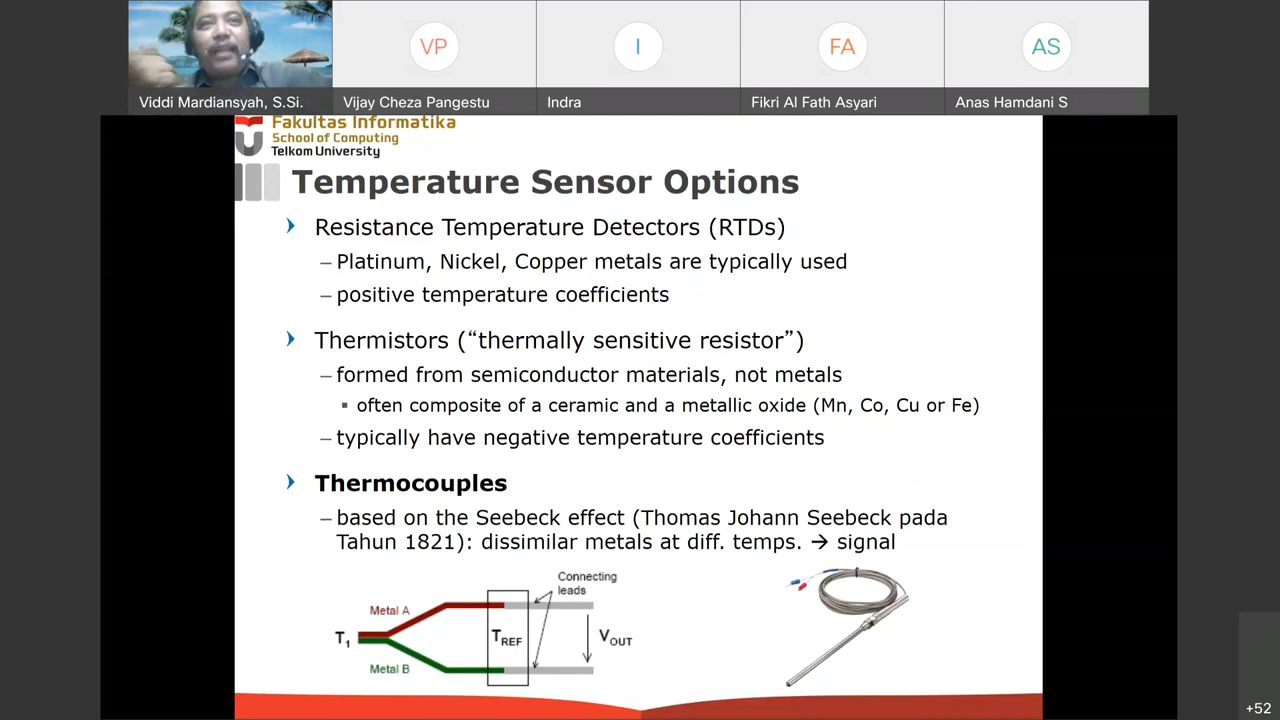 VP
I
FA
AS
Viddi Mardiansyah, S.Si.
Vijay Cheza Pangestu
Indra
Fikri Al Fath Asyari
Anas Hamdani S
Fakultas Informatika
School of Computing
Telkom University
Temperature Sensor Options
Resistance Temperature Detectors (RTDs)
– Platinum, Nickel, Copper metals are typically used
– positive temperature coefficients
Thermistors (“thermally sensitive resistor”)
– formed from semiconductor materials, not metals
▪ often composite of a ceramic and a metallic oxide (Mn, Co, Cu or Fe)
– typically have negative temperature coefficients
Thermocouples
– based on the Seebeck effect (Thomas Johann Seebeck pada
Tahun 1821): dissimilar metals at diff. temps. → signal
Connecting
leads
Metal A
T1
TREF
VOUT
Metal B
+52